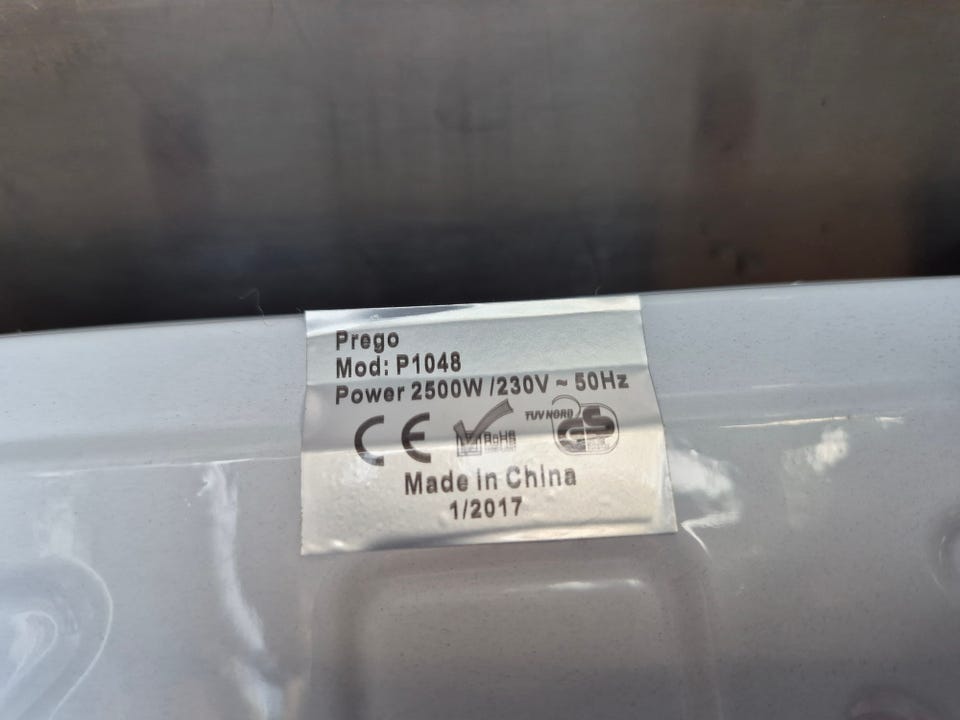 Prego
Mod: P1048
Power 2500W /230V ~ 50Hz
CE RoHS TUV NORD GS
Made in China
1/2017